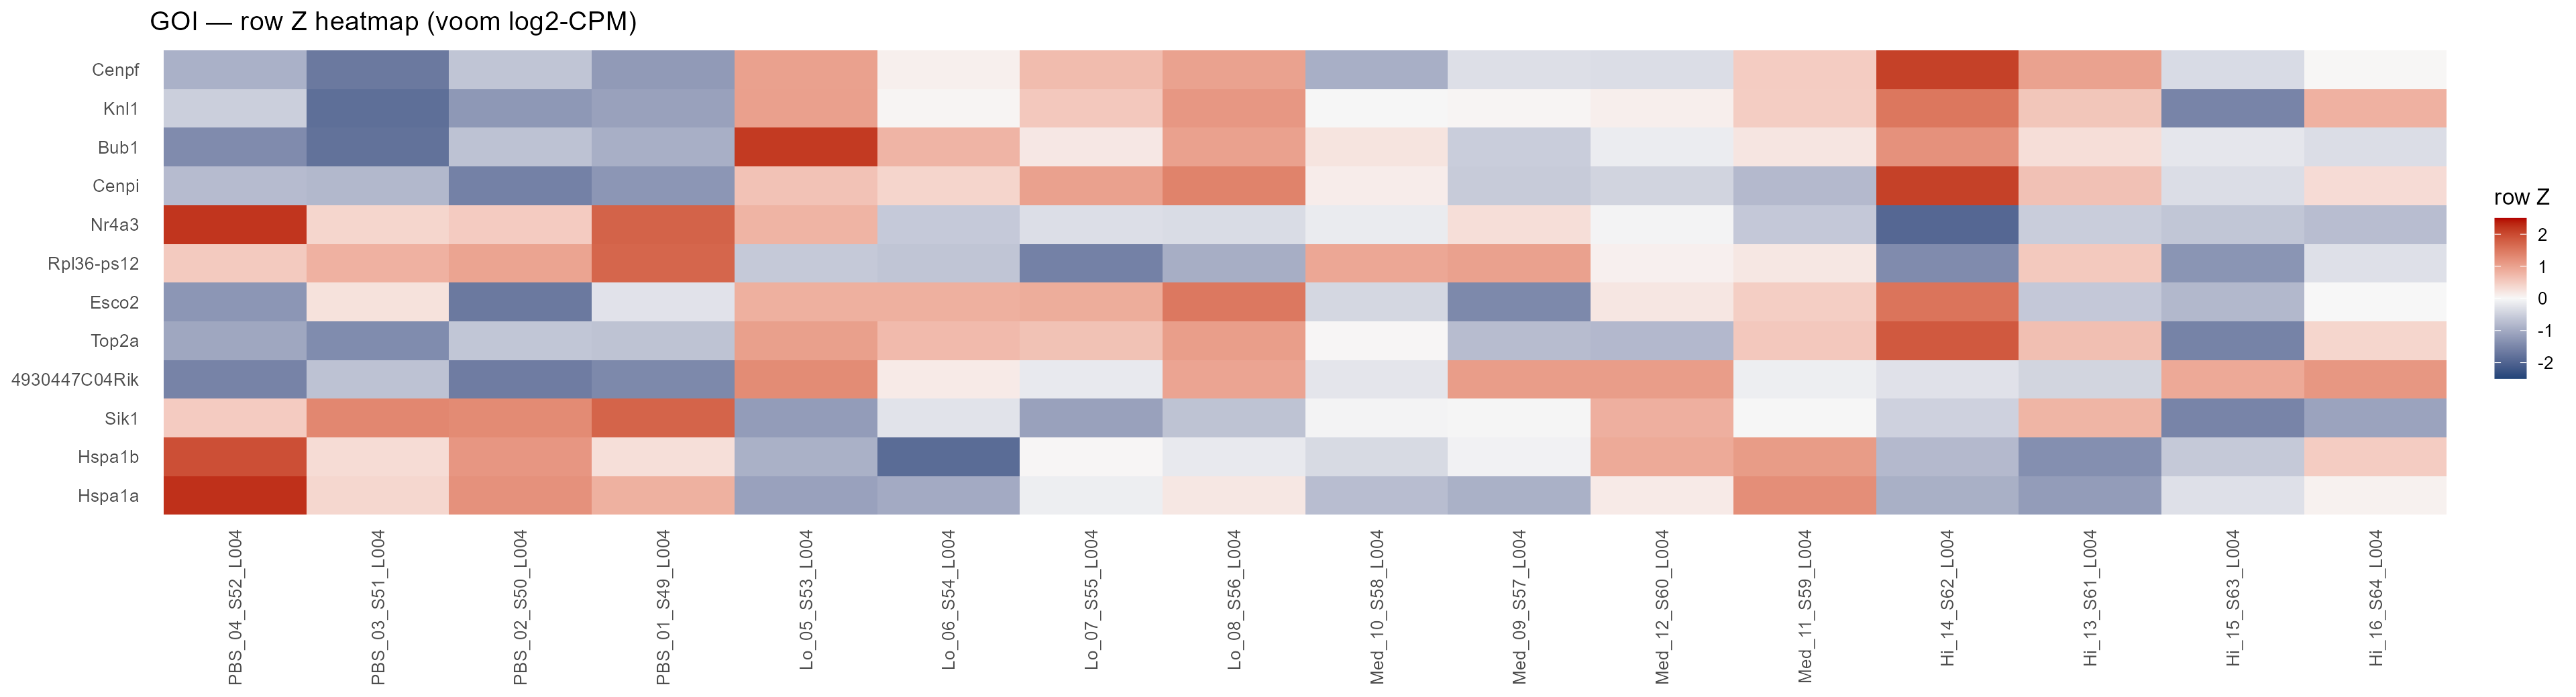 GOI — row Z heatmap (voom log2-CPM)
Cenpf
Knl1
Bub1
Cenpi
Nr4a3
Rpl36-ps12
Esco2
Top2a
4930447C04Rik
Sik1
Hspa1b
Hspa1a
PBS_04_S52_L004
PBS_03_S51_L004
PBS_02_S50_L004
PBS_01_S49_L004
Lo_05_S53_L004
Lo_06_S54_L004
Lo_07_S55_L004
Lo_08_S56_L004
Med_10_S58_L004
Med_09_S57_L004
Med_12_S60_L004
Med_11_S59_L004
Hi_14_S62_L004
Hi_13_S61_L004
Hi_15_S63_L004
Hi_16_S64_L004
row Z
2
1
0
-1
-2